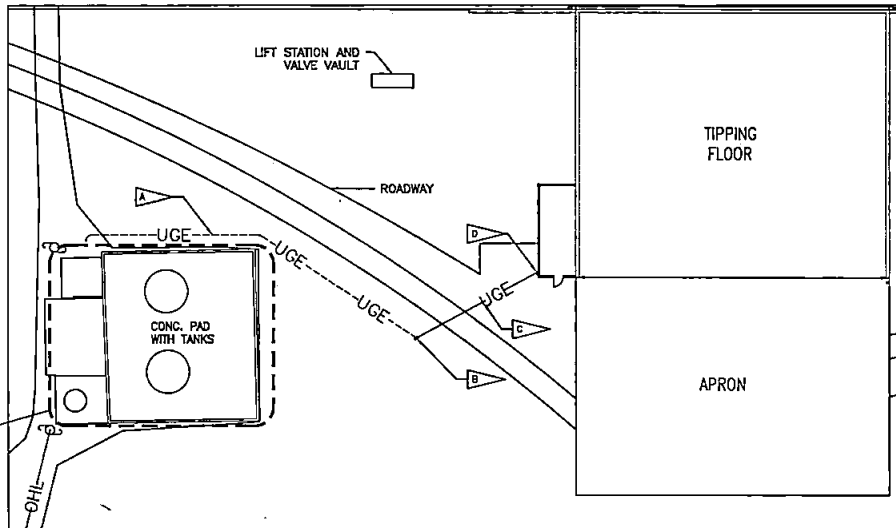 LIFT STATION AND
VALVE VAULT
TIPPING
FLOOR
ROADWAY
A
UGE
D
UGE
UGE
UGE
CONC. PAD
WITH TANKS
C
B
APRON
OHL